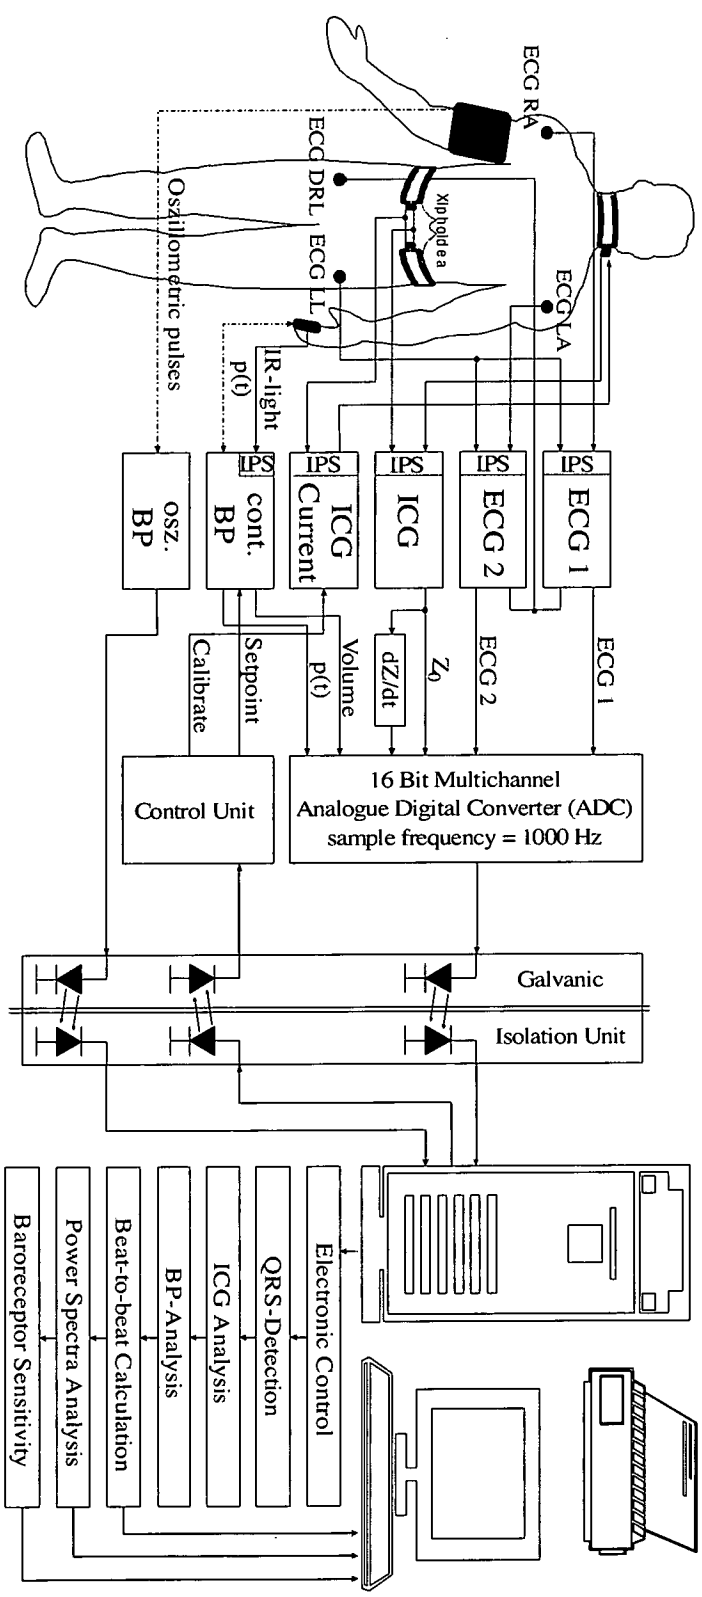 ECG RA
ECG LA
ECG DRL
ECG LL
Xiphoidea
Oszillometric pulses
IR-light
p(t)
IPS
ECG 1
IPS
ECG 2
IPS
ICG
IPS
ICG
Current
IPS
cont.
BP
osz.
BP
ECG 1
ECG 2
Z0
dZ/dt
Volume
p(t)
Setpoint
Calibrate
16 Bit Multichannel
Analogue Digital Converter (ADC)
sample frequency = 1000 Hz
Control Unit
Galvanic
Isolation Unit
Electronic Control
QRS-Detection
ICG Analysis
BP-Analysis
Beat-to-beat Calculation
Power Spectra Analysis
Baroreceptor Sensitivity